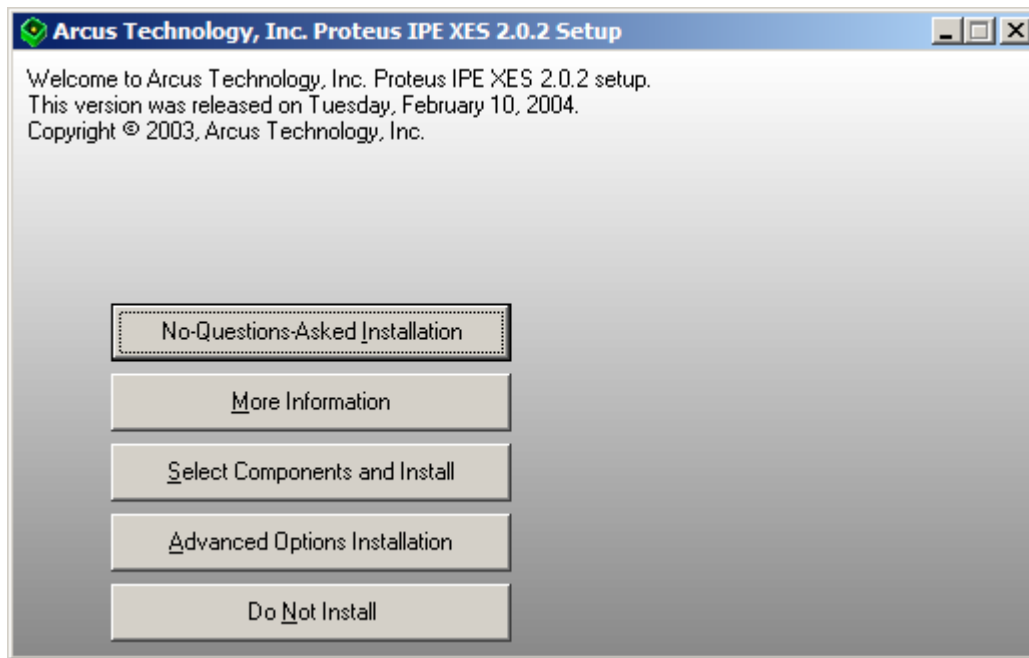 Arcus Technology, Inc. Proteus IPE XES 2.0.2 Setup
Welcome to Arcus Technology, Inc. Proteus IPE XES 2.0.2 setup.
This version was released on Tuesday, February 10, 2004.
Copyright © 2003, Arcus Technology, Inc.
No-Questions-Asked Installation
More Information
Select Components and Install
Advanced Options Installation
Do Not Install